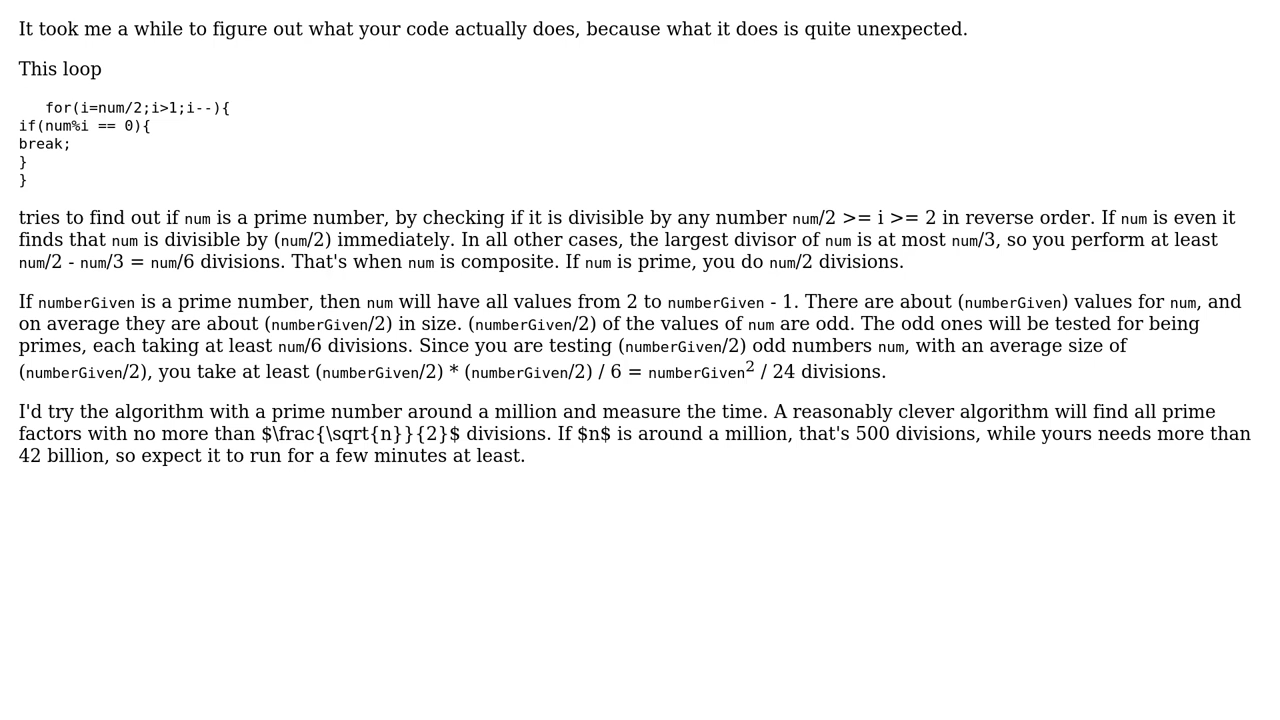 It took me a while to figure out what your code actually does, because what it does is quite unexpected.
This loop
   for(i=num/2;i>1;i--){
if(num%i == 0){
break;
}
}
tries to find out if num is a prime number, by checking if it is divisible by any number num/2 >= i >= 2 in reverse order. If num is even it
finds that num is divisible by (num/2) immediately. In all other cases, the largest divisor of num is at most num/3, so you perform at least
num/2 - num/3 = num/6 divisions. That's when num is composite. If num is prime, you do num/2 divisions.
If numberGiven is a prime number, then num will have all values from 2 to numberGiven - 1. There are about (numberGiven) values for num, and
on average they are about (numberGiven/2) in size. (numberGiven/2) of the values of num are odd. The odd ones will be tested for being
primes, each taking at least num/6 divisions. Since you are testing (numberGiven/2) odd numbers num, with an average size of
(numberGiven/2), you take at least (numberGiven/2) * (numberGiven/2) / 6 = numberGiven² / 24 divisions.
I'd try the algorithm with a prime number around a million and measure the time. A reasonably clever algorithm will find all prime
factors with no more than $\frac{\sqrt{n}}{2}$ divisions. If $n$ is around a million, that's 500 divisions, while yours needs more than
42 billion, so expect it to run for a few minutes at least.